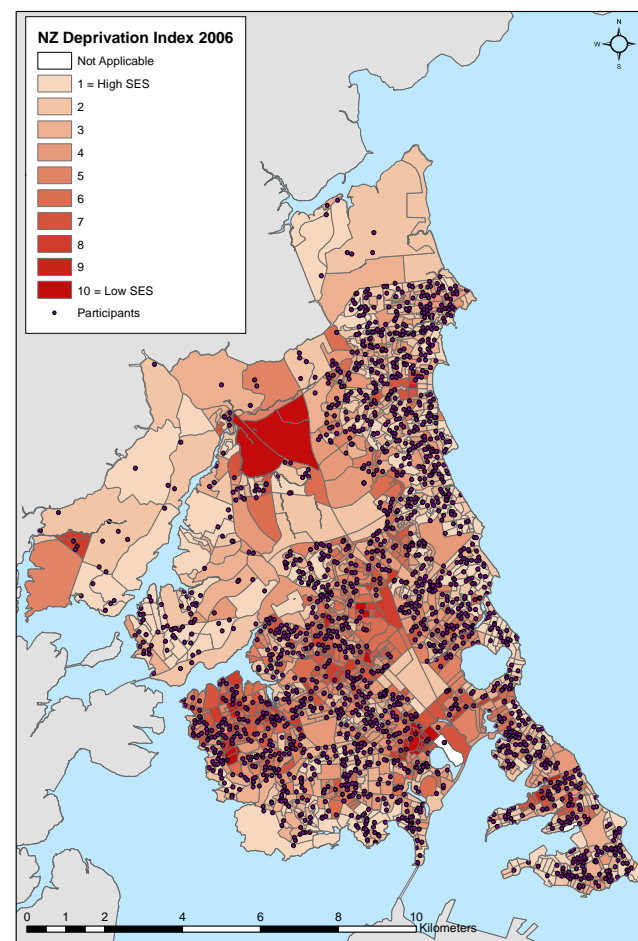 NZ Deprivation Index 2006
Not Applicable
1 = High SES
2
3
4
5
6
7
8
9
10 = Low SES
Participants
N
W
S
0 1 2 4 6 8 10
Kilometers